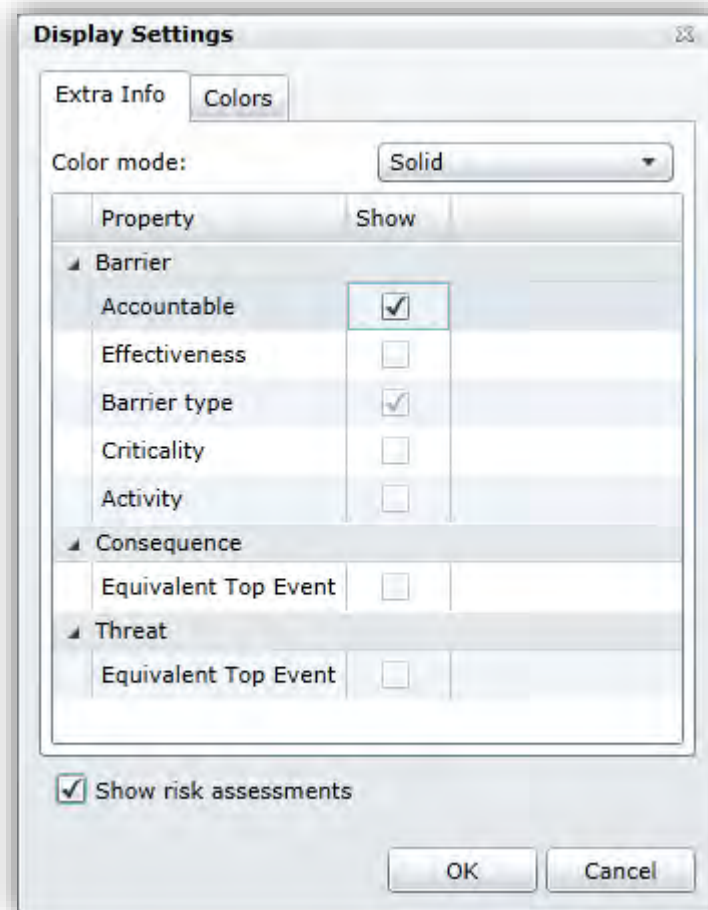 Display Settings
Extra Info Colors
Color mode: Solid
Property Show
Barrier
Accountable
Effectiveness
Barrier type
Criticality
Activity
Consequence
Equivalent Top Event
Threat
Equivalent Top Event
Show risk assessments
OK Cancel